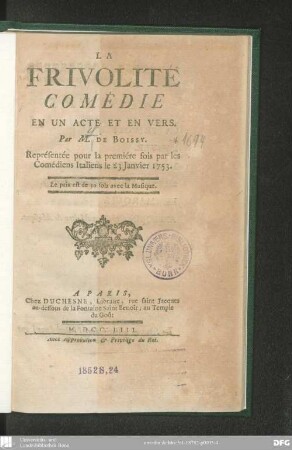 LA
FRIVOLITÉ
COMÉDIE
EN UN ACTE ET EN VERS.
Par M. DE BOISSY.
Représentée pour la première fois par les
Comédiens Italiens le 23 Janvier 1753.
Le prix est de 24 sols avec la Musique.
A PARIS,
Chez DUCHESNE, Libraire, rue saint Jacques
au-dessous de la Fontaine Saint Benoît, au Temple
du Goût
M. DCC. LIII.
Avec Approbation & Privilège du Roi.
18628,24
DFG